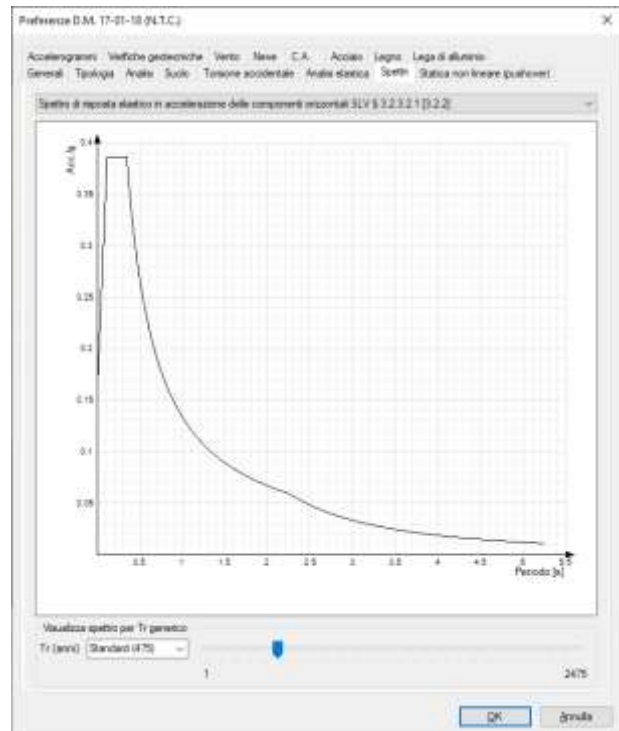 Preferenze D.M. 17-01-18 (N.T.C.)
Accelerogrammi Verifiche geotecniche Vento Neve C.A. Acciaio Legno Lega di alluminio
Generali Tipologia Analisi Suolo Torsione accidentale Analisi elastica Spettri Statica non lineare (pushover)
Spettro di risposta elastico in accelerazione delle componenti orizzontali SLV § 3.2.3.2.1 [3.2.2]
Acc./g
0.4
0.35
0.3
0.25
0.2
0.15
0.1
0.05
0.5 1 1.5 2 2.5 3 3.5 4 4.5 5 5.5
Periodo [s]
Visualizza spettro per Tr generico
Tr (anni) Standard (475)
1 2475
OK Annulla